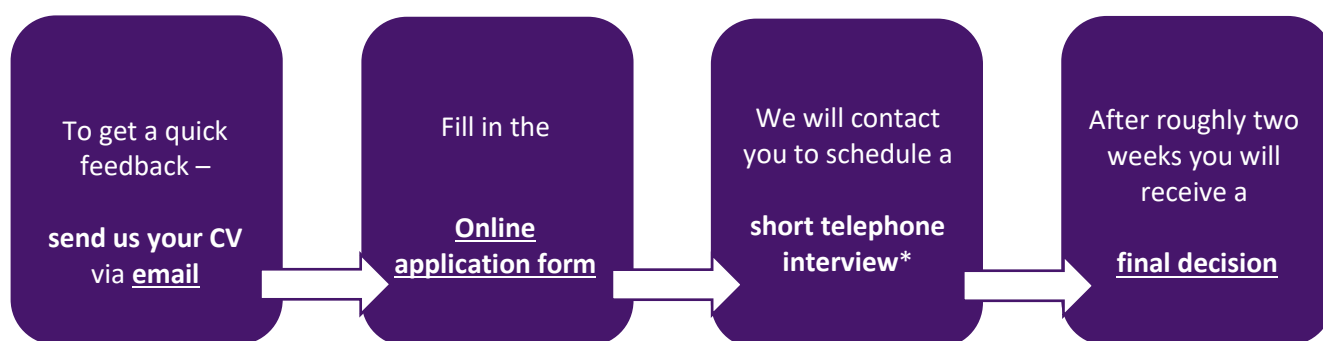 To get a quick
feedback –
send us your CV
via email
Fill in the
Online
application form
We will contact
you to schedule a
short telephone
interview*
After roughly two
weeks you will
receive a
final decision